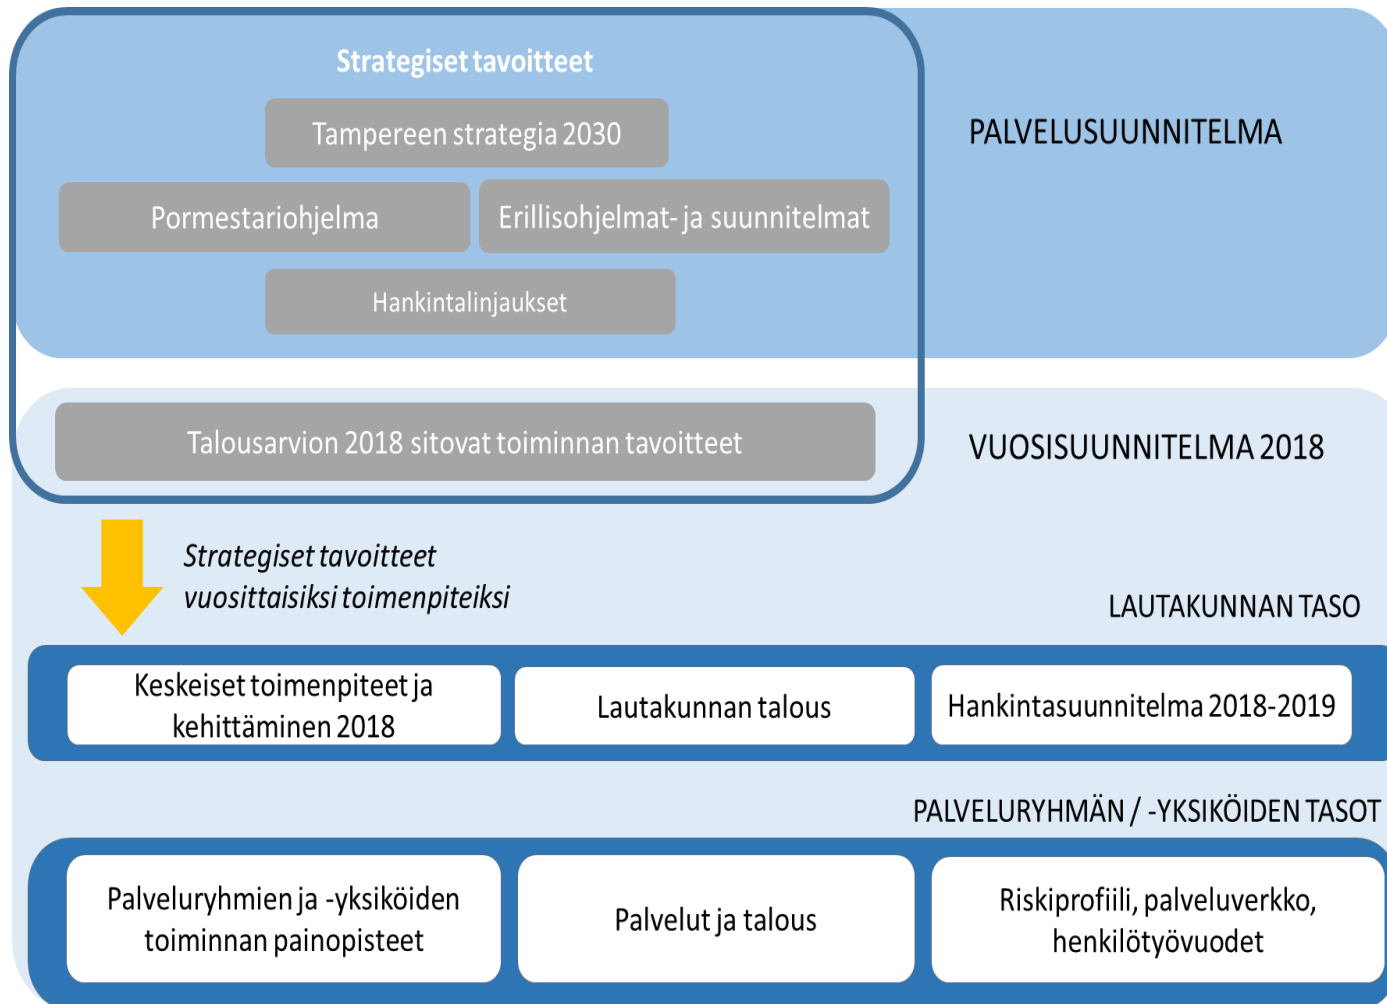 Strategiset tavoitteet
Tampereen strategia 2030
PALVELUSUUNNITELMA
Pormestariohjelma
Erillisohjelmat- ja suunnitelmat
Hankintalinjaukset
Talousarvion 2018 sitovat toiminnan tavoitteet
VUOSISUUNNITELMA 2018
Strategiset tavoitteet
vuosittaisiksi toimenpiteiksi
LAUTAKUNNAN TASO
Keskeiset toimenpiteet ja
kehittäminen 2018
Lautakunnan talous
Hankintasuunnitelma 2018-2019
PALVELURYHMÄN / -YKSIKÖIDEN TASOT
Palveluryhmien ja -yksiköiden
toiminnan painopisteet
Palvelut ja talous
Riskiprofiili, palveluverkko,
henkilötyövuodet